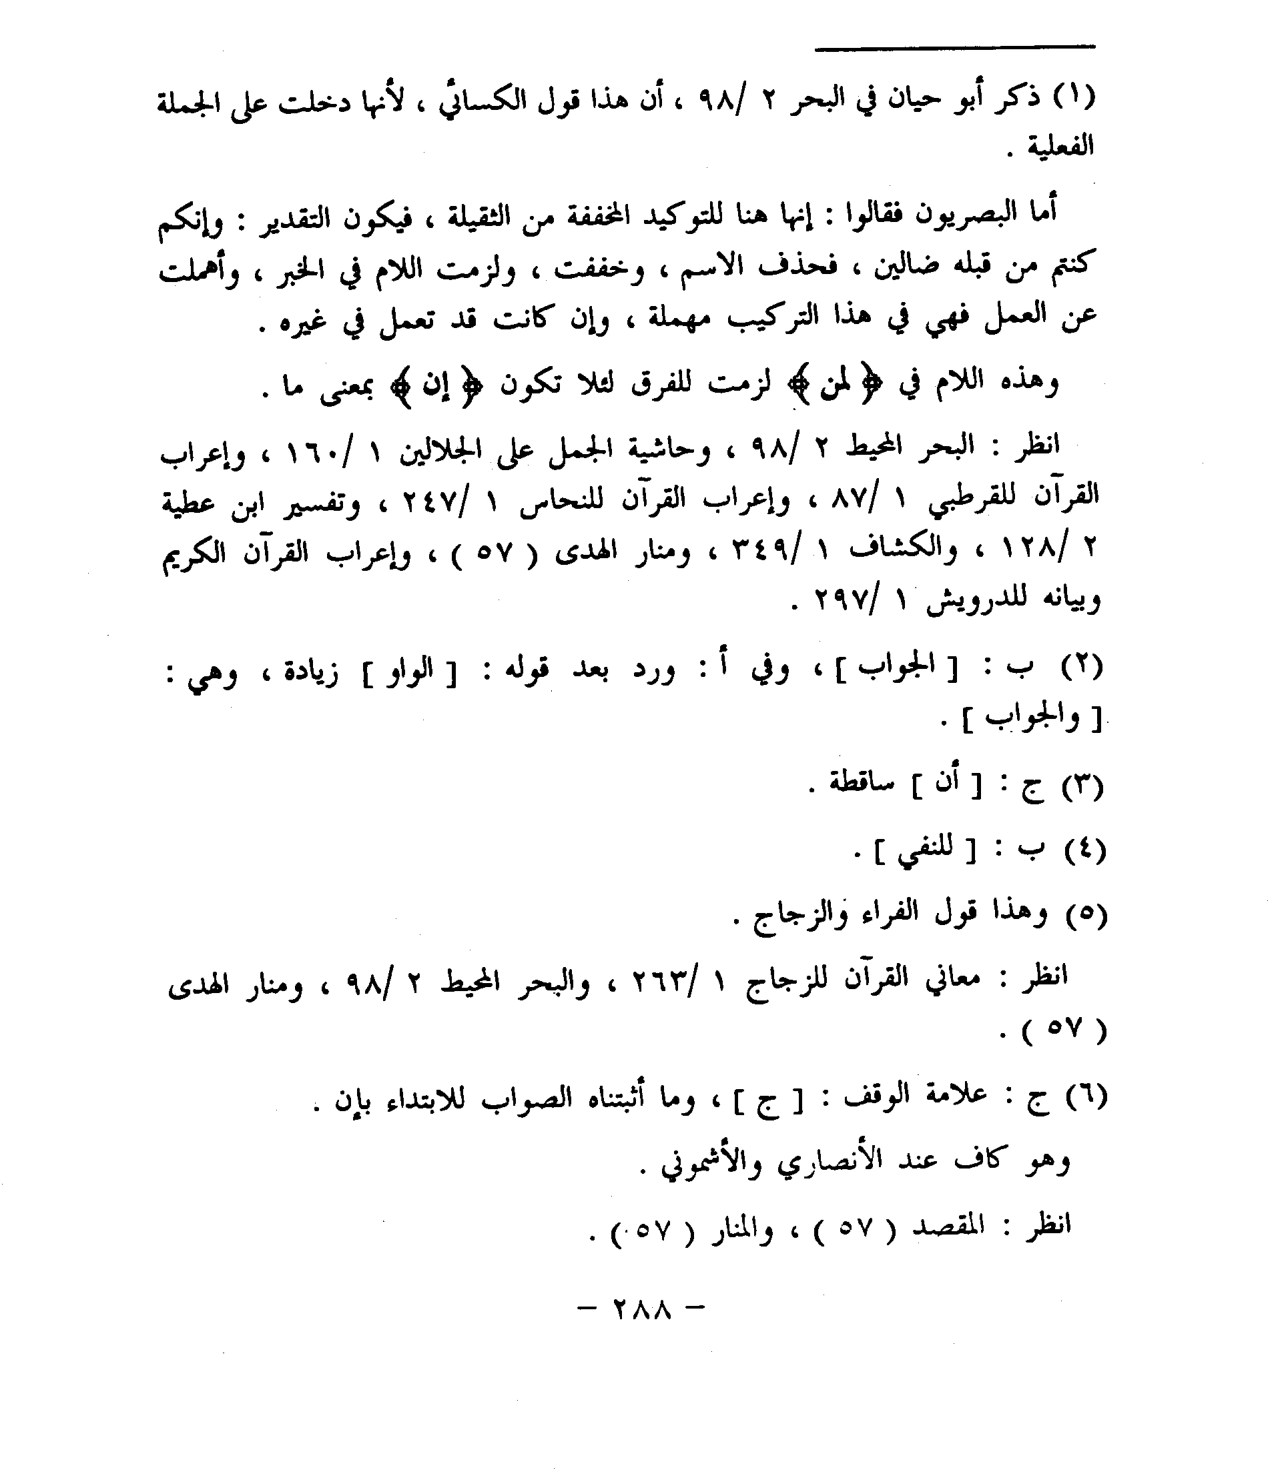 (١) ذكر أبو حيان في البحر ٢ /٩٨ ، أن هذا قول الكسائي ، لأنها دخلت على الجملة
الفعلية .
أما البصريون فقالوا : إنها هنا للتوكيد المخففة من الثقيلة ، فيكون التقدير : وإنكم
كنتم من قبله ضالين ، فحذف الاسم ، وخففت ، ولزمت اللام في الخبر ، وأهملت
عن العمل فهي في هذا التركيب مهملة ، وإن كانت قد تعمل في غيره .
وهذه اللام في ﴿ لمن ﴾ لزمت للفرق لئلا تكون ﴿ إن ﴾ بمعنى ما .
انظر : البحر المحيط ٢ /٩٨ ، وحاشية الجمل على الجلالين ١ /١٦٠ ، وإعراب
القرآن للقرطبي ١ /٨٧ ، وإعراب القرآن للنحاس ١ /٢٤٧ ، وتفسير ابن عطية
٢ /١٢٨ ، والكشاف ١ /٣٤٩ ، ومنار الهدى ( ٥٧ ) ، وإعراب القرآن الكريم
وبيانه للدرويش ١ /٢٩٧ .
(٢) ب : [ الجواب ] ، وفي أ : ورد بعد قوله : [ الواو ] زيادة ، وهي :
[ والجواب ] .
(٣) ج : [ أن ] ساقطة .
(٤) ب : [ للنفي ] .
(٥) وهذا قول الفراء والزجاج .
انظر : معاني القرآن للزجاج ١ /٢٦٣ ، والبحر المحيط ٢ /٩٨ ، ومنار الهدى
( ٥٧ ) .
(٦) ج : علامة الوقف : [ ج ] ، وما أثبتناه الصواب للابتداء بإن .
وهو كاف عند الأنصاري والأشموني .
انظر : المقصد ( ٥٧ ) ، والمنار ( ٥٧ ) .
– ٢٨٨ –